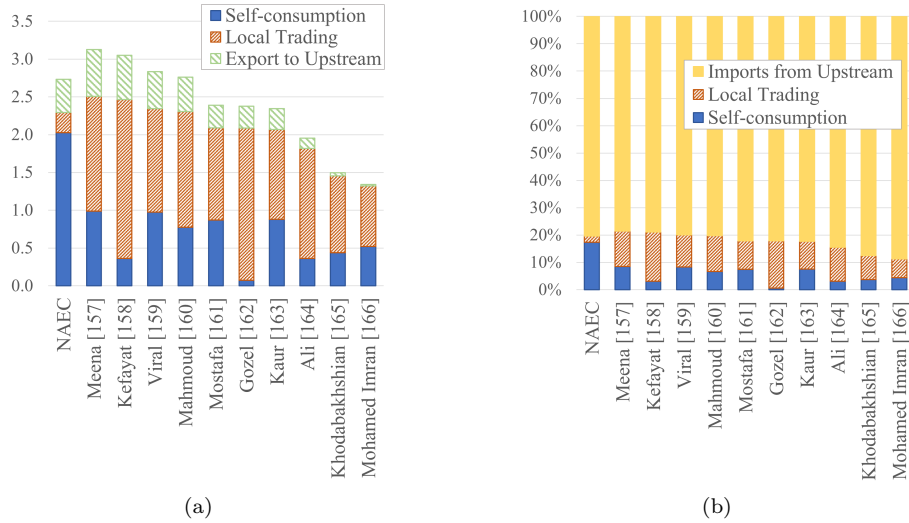 3.5
3.0
2.5
2.0
1.5
1.0
0.5
0.0
Self-consumption
Local Trading
Export to Upstream
NAEC
Meena [157]
Kefayat [158]
Viral [159]
Mahmoud [160]
Mostafa [161]
Gozel [162]
Kaur [163]
Ali [164]
Khodabakhshian [165]
Mohamed Imran [166]
(a)
100%
90%
80%
70%
60%
50%
40%
30%
20%
10%
0%
Imports from Upstream
Local Trading
Self-consumption
NAEC
Meena [157]
Kefayat [158]
Viral [159]
Mahmoud [160]
Mostafa [161]
Gozel [162]
Kaur [163]
Ali [164]
Khodabakhshian [165]
Mohamed Imran [166]
(b)